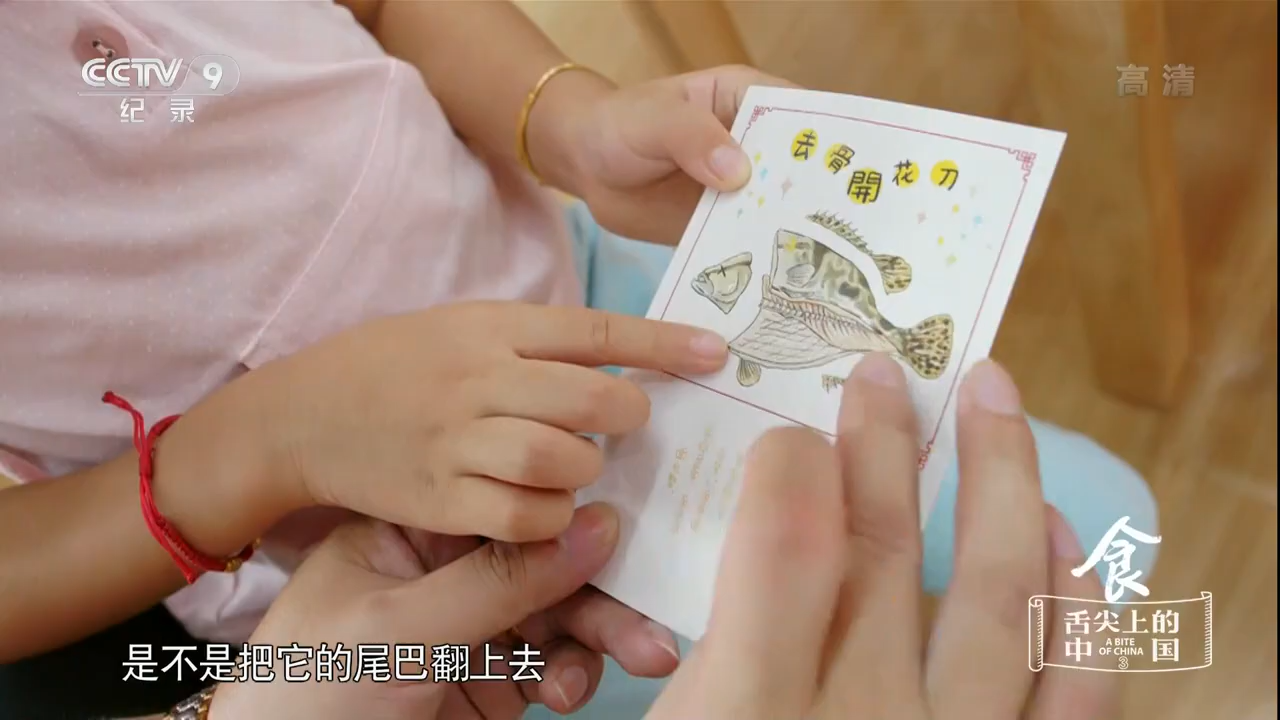 CCTV 9
纪录
高清
去骨開花刀
食
舌尖上的
中国
A BITE
OF CHINA
3
是不是把它的尾巴翻上去